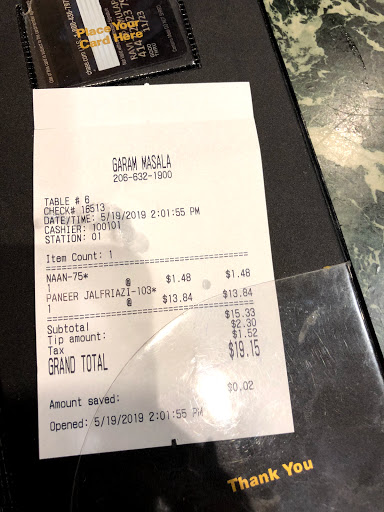 Place Your
Card Here
GARAM MASALA
206-632-1900
TABLE # 6
CHECK# 16513
DATE/TIME: 5/19/2019 2:01:55 PM
CASHIER: 100101
STATION: 01
Item Count: 1
NAAN-75*
1 @ $1.48 $1.48
PANEER JALFRIAZI-103*
1 @ $13.84 $13.84
Subtotal $15.33
Tip amount: $2.30
Tax $1.52
GRAND TOTAL $19.15
Amount saved: $0.02
Opened: 5/19/2019 2:01:55 PM
Thank You